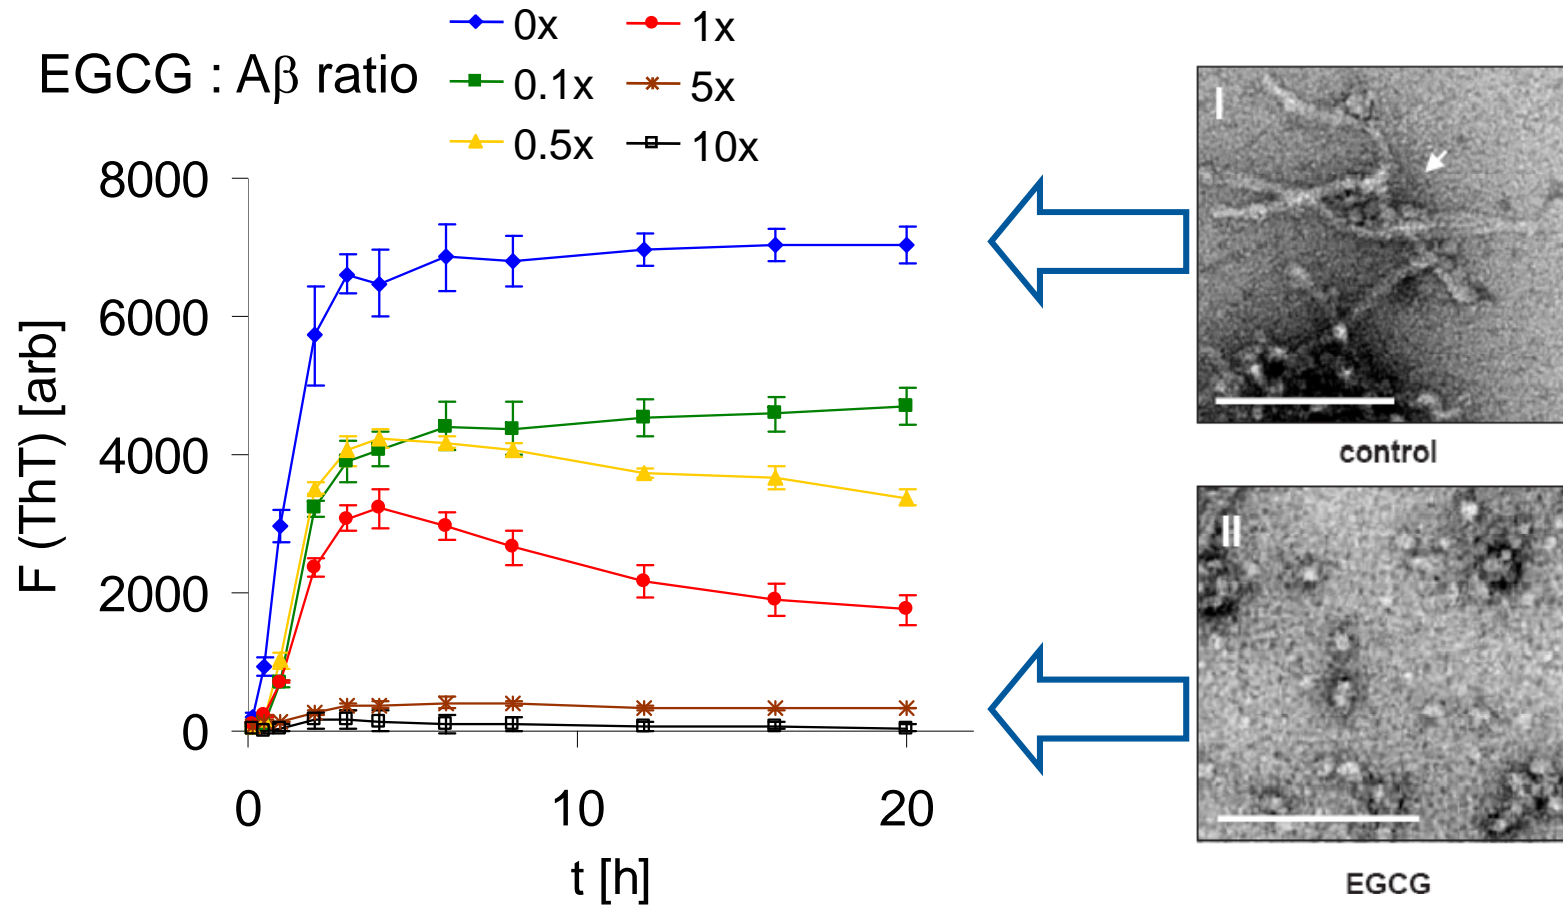 EGCG : Aβ ratio
0x
1x
0.1x
5x
0.5x
10x
F (ThT) [arb]
8000
6000
4000
2000
0
0
10
20
t [h]
I
control
II
EGCG